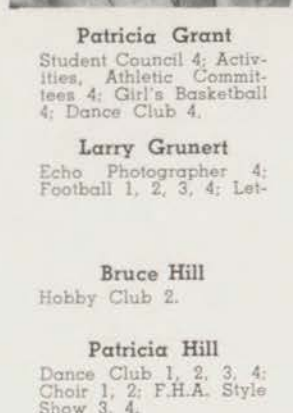 Patricia Grant
Student Council 4; Activ-
ities, Athletic Commit-
tees 4; Girl's Basketball
4; Dance Club 4.
Larry Grunert
Echo Photographer 4;
Football 1, 2, 3, 4; Let-
Bruce Hill
Hobby Club 2.
Patricia Hill
Dance Club 1, 2, 3, 4;
Choir 1, 2; F.H.A. Style
Show 3, 4.